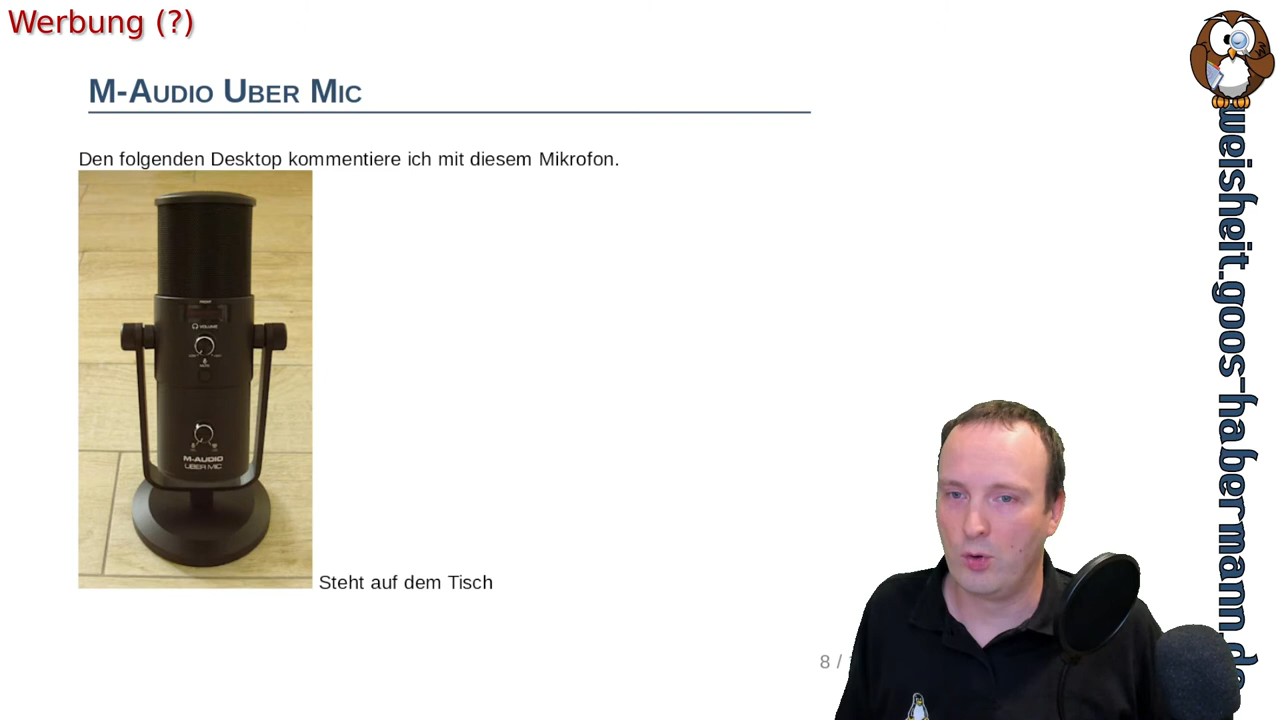 Werbung (?)
M-Audio Uber Mic
Den folgenden Desktop kommentiere ich mit diesem Mikrofon.
VOLUME
M-AUDIO
UBER MIC
Steht auf dem Tisch
8 /
weisheit.goos-habermann.de